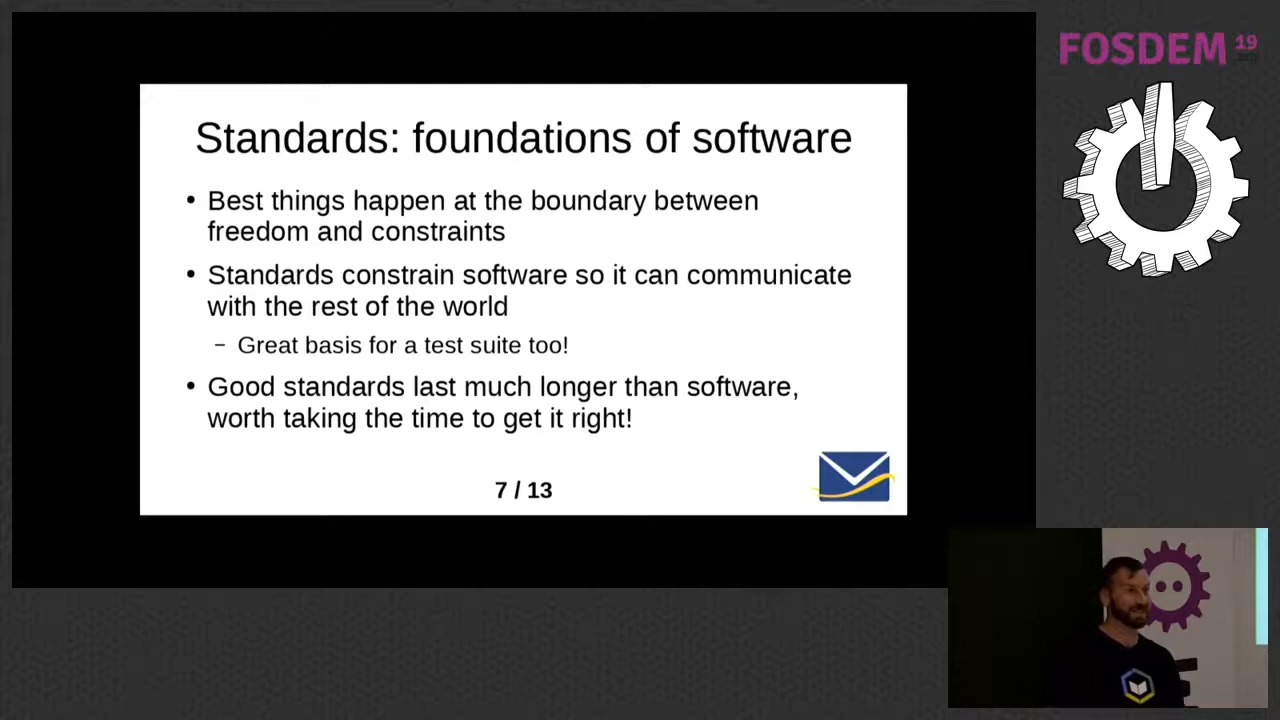 FOSDEM 19
Standards: foundations of software
• Best things happen at the boundary between
freedom and constraints
• Standards constrain software so it can communicate
with the rest of the world
– Great basis for a test suite too!
• Good standards last much longer than software,
worth taking the time to get it right!
7 / 13